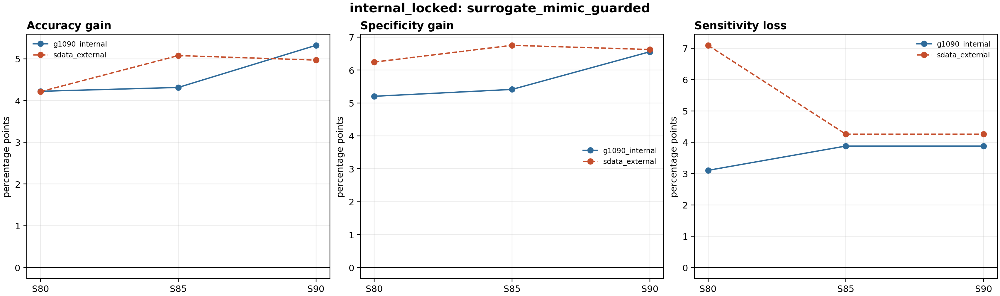 internal_locked: surrogate_mimic_guarded
Accuracy gain
g1090_internal
sdata_external
percentage points
5
4
3
2
1
0
S80
S85
S90
Specificity gain
g1090_internal
sdata_external
percentage points
7
6
5
4
3
2
1
0
S80
S85
S90
Sensitivity loss
g1090_internal
sdata_external
percentage points
7
6
5
4
3
2
1
0
S80
S85
S90